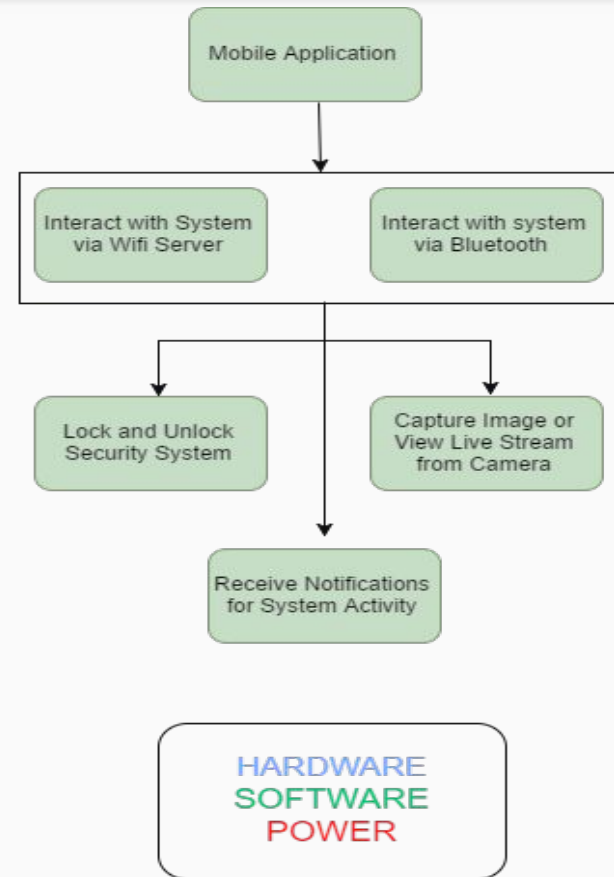 Mobile Application
Interact with System
via Wifi Server
Interact with system
via Bluetooth
Lock and Unlock
Security System
Capture Image or
View Live Stream
from Camera
Receive Notifications
for System Activity
HARDWARE
SOFTWARE
POWER